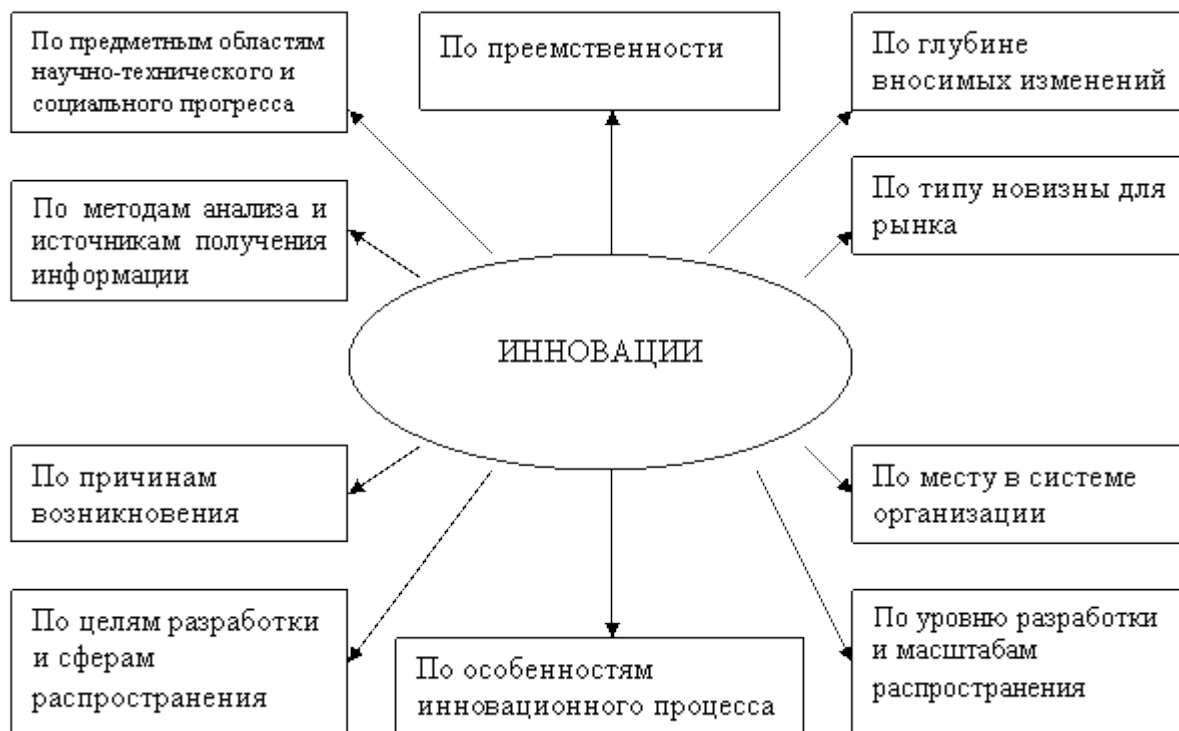 По предметным областям
научно-технического и
социального прогресса
По преемственности
По глубине
вносимых изменений
По методам анализа и
источникам получения
информации
По типу новизны для
рынка
ИННОВАЦИИ
По причинам
возникновения
По месту в системе
организации
По целям разработки
и сферам
распространения
По особенностям
инновационного процесса
По уровню разработки
и масштабам
распространения